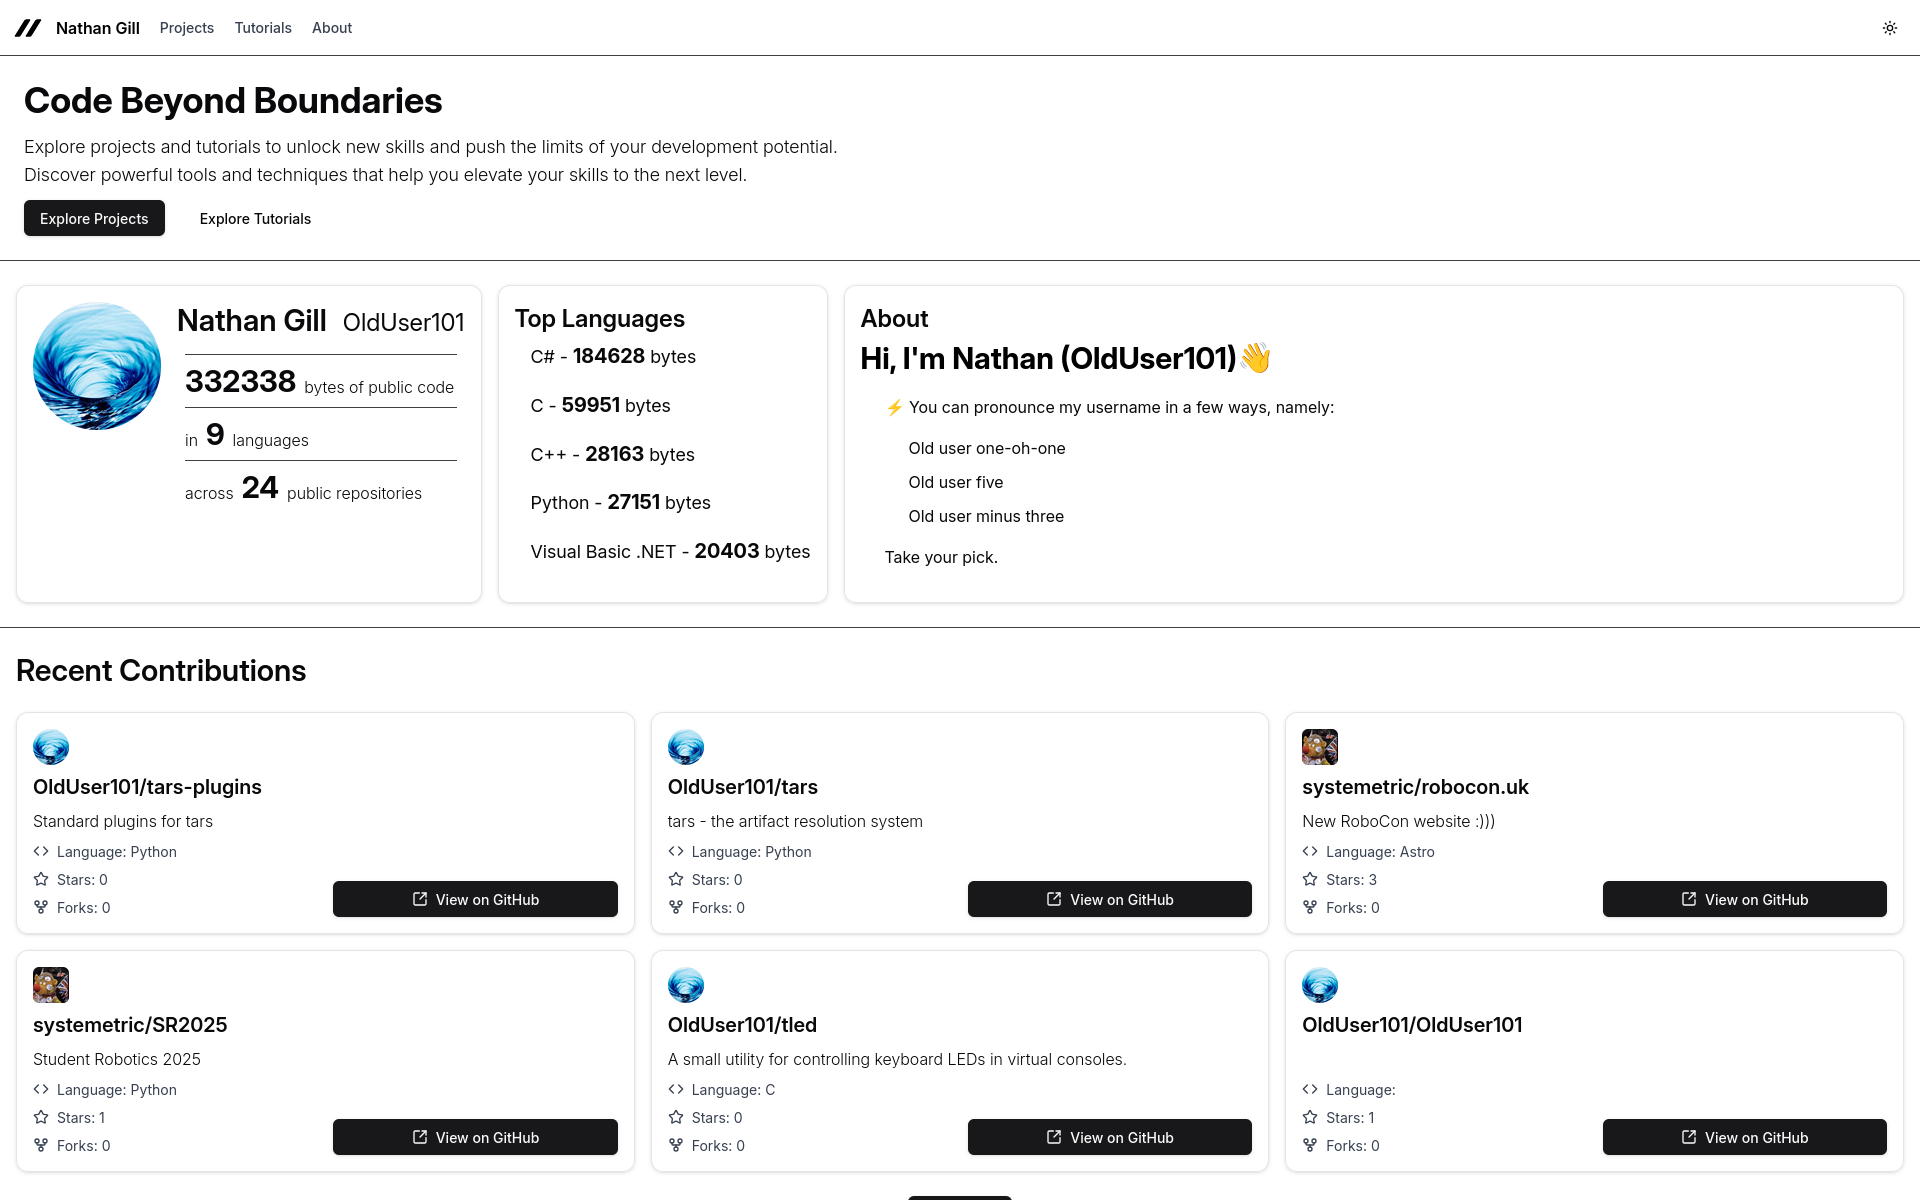 Nathan Gill Projects Tutorials About
Code Beyond Boundaries
Explore projects and tutorials to unlock new skills and push the limits of your development potential.
Discover powerful tools and techniques that help you elevate your skills to the next level.
Explore Projects Explore Tutorials
Nathan Gill OldUser101
332338 bytes of public code
in 9 languages
across 24 public repositories
Top Languages
C# - 184628 bytes
C - 59951 bytes
C++ - 28163 bytes
Python - 27151 bytes
Visual Basic .NET - 20403 bytes
About
Hi, I'm Nathan (OldUser101)👋
⚡ You can pronounce my username in a few ways, namely:
Old user one-oh-one
Old user five
Old user minus three
Take your pick.
Recent Contributions
OldUser101/tars-plugins
Standard plugins for tars
Language: Python
Stars: 0
Forks: 0
View on GitHub
OldUser101/tars
tars - the artifact resolution system
Language: Python
Stars: 0
Forks: 0
View on GitHub
systemetric/robocon.uk
New RoboCon website :)))
Language: Astro
Stars: 3
Forks: 0
View on GitHub
systemetric/SR2025
Student Robotics 2025
Language: Python
Stars: 1
Forks: 0
View on GitHub
OldUser101/tled
A small utility for controlling keyboard LEDs in virtual consoles.
Language: C
Stars: 0
Forks: 0
View on GitHub
OldUser101/OldUser101
Language:
Stars: 1
Forks: 0
View on GitHub